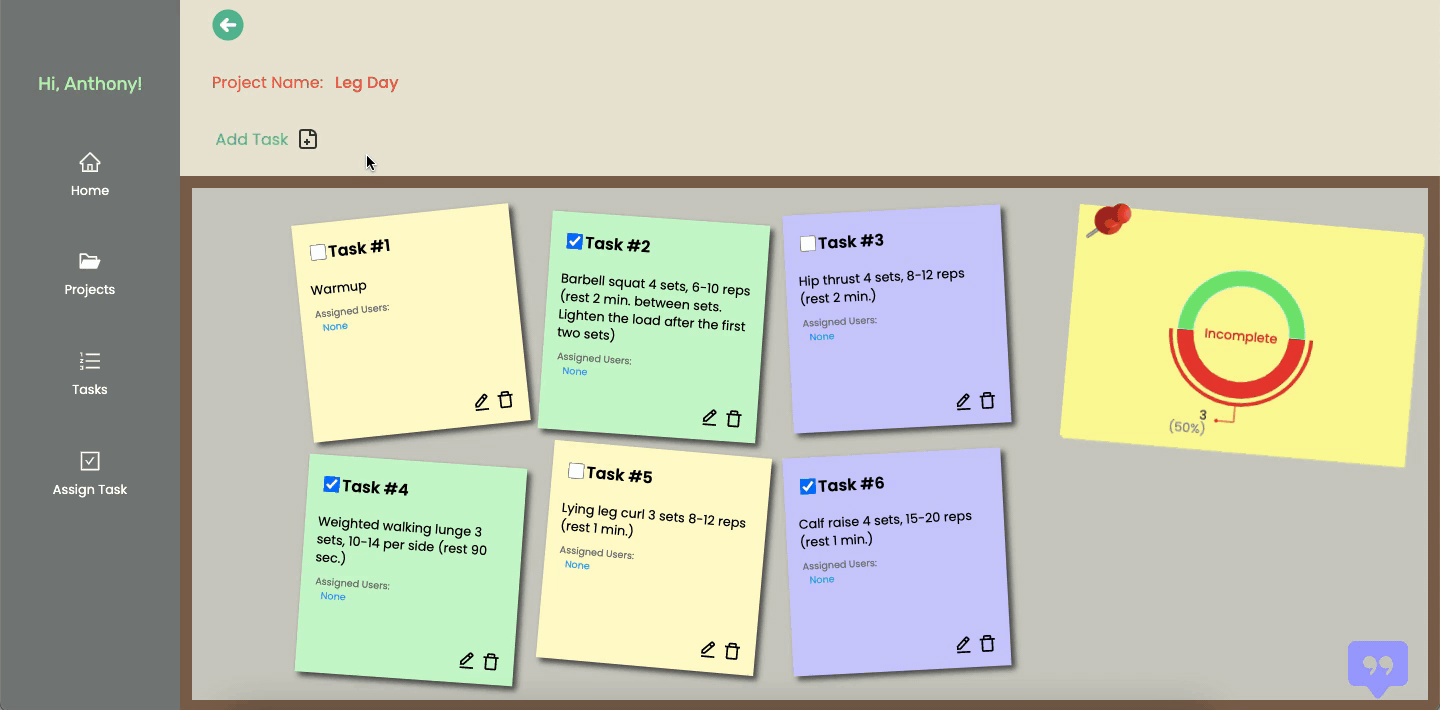 Hi, Anthony!
Home
Projects
Tasks
Assign Task
Project Name: Leg Day
Add Task
Task #1
Warmup
Assigned Users:
None
Task #2
Barbell squat 4 sets, 6-10 reps
(rest 2 min. between sets.
Lighten the load after the first
two sets)
Assigned Users:
None
Task #3
Hip thrust 4 sets, 8-12 reps
(rest 2 min.)
Assigned Users:
None
Task #4
Weighted walking lunge 3
sets, 10-14 per side (rest 90
sec.)
Assigned Users:
None
Task #5
Lying leg curl 3 sets 8-12 reps
(rest 1 min.)
Assigned Users:
None
Task #6
Calf raise 4 sets, 15-20 reps
(rest 1 min.)
Assigned Users:
None
Incomplete
3
(50%)